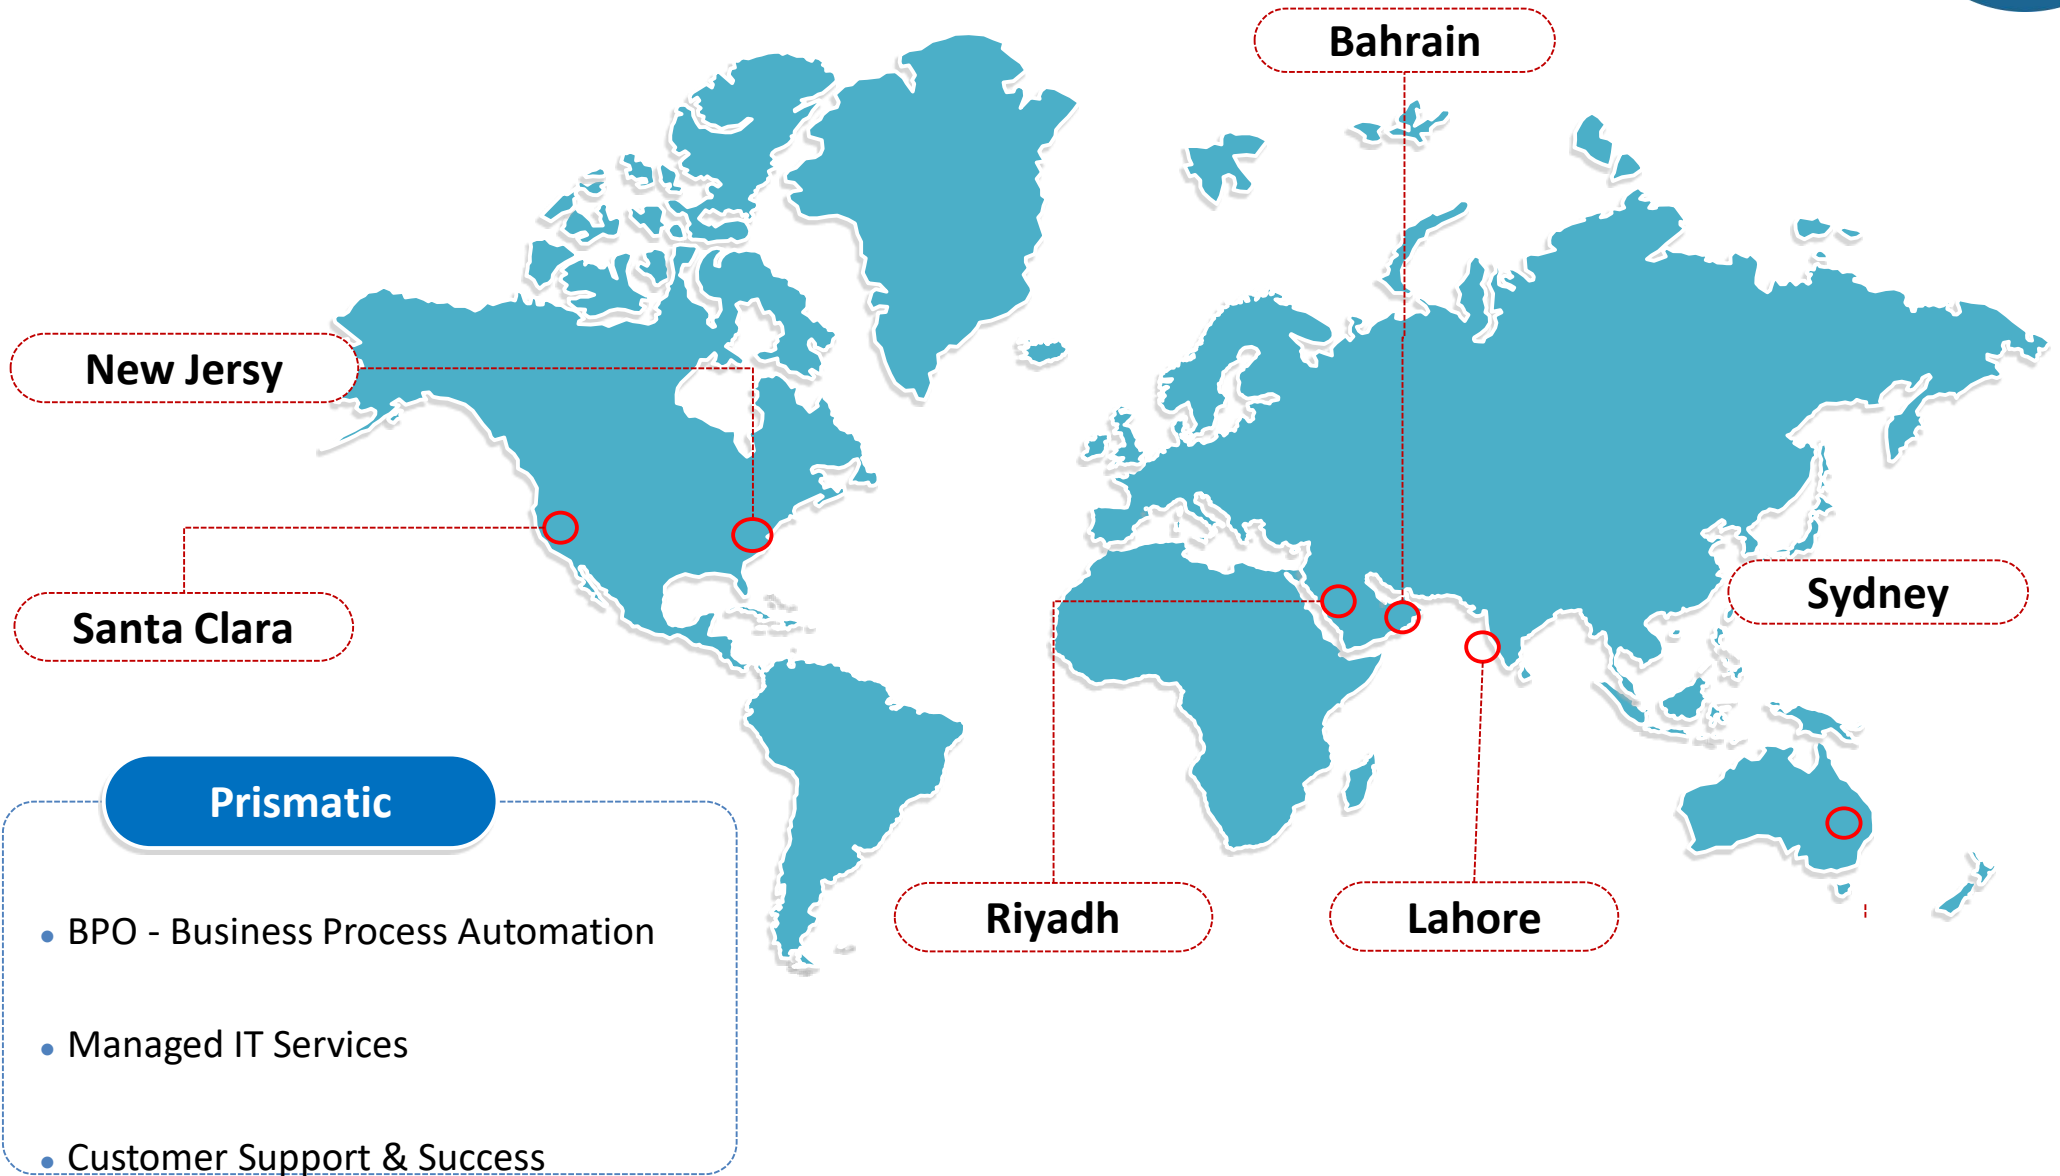 Bahrain
New Jersy
Santa Clara
Sydney
Prismatic
Riyadh
Lahore
• BPO - Business Process Automation
• Managed IT Services
• Customer Support & Success